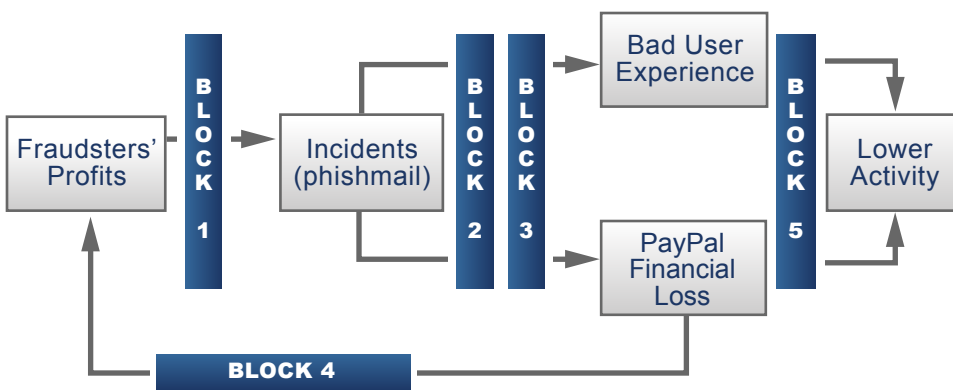 Fraudsters’
Profits
BLOCK
1
Incidents
(phishmail)
BLOCK
2
BLOCK
3
Bad User
Experience
PayPal
Financial
Loss
BLOCK
5
Lower
Activity
BLOCK 4